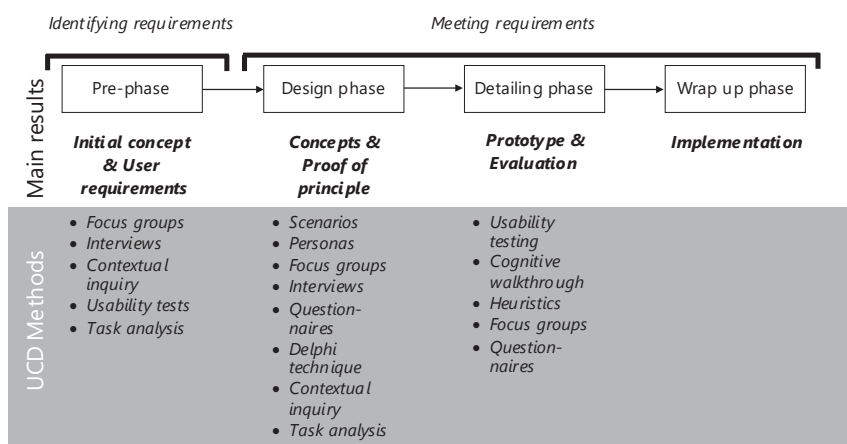 Identifying requirements
Meeting requirements
Main results
Pre-phase
Design phase
Detailing phase
Wrap up phase
Initial concept
& User
requirements
Concepts &
Proof of
principle
Prototype &
Evaluation
Implementation
UCD Methods
• Focus groups
• Interviews
• Contextual
inquiry
• Usability tests
• Task analysis
• Scenarios
• Personas
• Focus groups
• Interviews
• Question-
naires
• Delphi
technique
• Contextual
inquiry
• Task analysis
• Usability
testing
• Cognitive
walkthrough
• Heuristics
• Focus groups
• Question-
naires